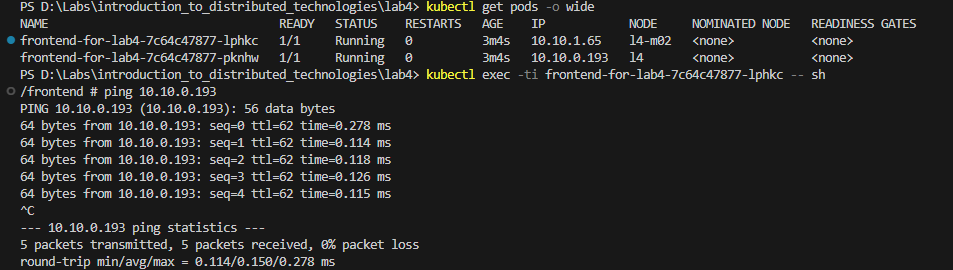 PS D:\Labs\introduction_to_distributed_technologies\lab4> kubectl get pods -o wide
NAME READY STATUS RESTARTS AGE IP NODE NOMINATED NODE READINESS GATES
frontend-for-lab4-7c64c47877-lphkc 1/1 Running 0 3m4s 10.10.1.65 l4-m02 <none> <none>
frontend-for-lab4-7c64c47877-pknhw 1/1 Running 0 3m4s 10.10.0.193 l4 <none> <none>
PS D:\Labs\introduction_to_distributed_technologies\lab4> kubectl exec -ti frontend-for-lab4-7c64c47877-lphkc -- sh
/frontend # ping 10.10.0.193
PING 10.10.0.193 (10.10.0.193): 56 data bytes
64 bytes from 10.10.0.193: seq=0 ttl=62 time=0.278 ms
64 bytes from 10.10.0.193: seq=1 ttl=62 time=0.114 ms
64 bytes from 10.10.0.193: seq=2 ttl=62 time=0.118 ms
64 bytes from 10.10.0.193: seq=3 ttl=62 time=0.126 ms
64 bytes from 10.10.0.193: seq=4 ttl=62 time=0.115 ms
^C
--- 10.10.0.193 ping statistics ---
5 packets transmitted, 5 packets received, 0% packet loss
round-trip min/avg/max = 0.114/0.150/0.278 ms